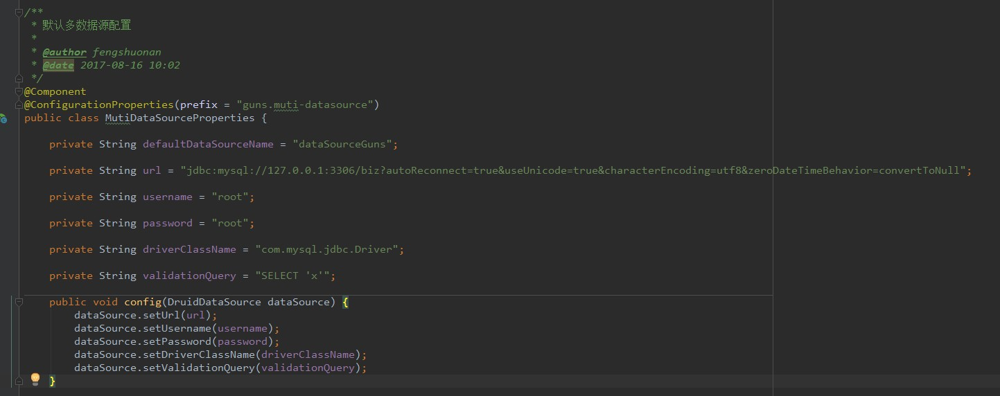 /**
* 默认多数据源配置
*
* @author fengshuonan
* @date 2017-08-16 10:02
*/
@Component
@ConfigurationProperties(prefix = "guns.muti-datasource")
public class MutiDataSourceProperties {
private String defaultDataSourceName = "dataSourceGuns";
private String url = "jdbc:mysql://127.0.0.1:3306/biz?autoReconnect=true&useUnicode=true&characterEncoding=utf8&zeroDateTimeBehavior=convertToNull";
private String username = "root";
private String password = "root";
private String driverClassName = "com.mysql.jdbc.Driver";
private String validationQuery = "SELECT 'x'";
public void config(DruidDataSource dataSource) {
dataSource.setUrl(url);
dataSource.setUsername(username);
dataSource.setPassword(password);
dataSource.setDriverClassName(driverClassName);
dataSource.setValidationQuery(validationQuery);
}